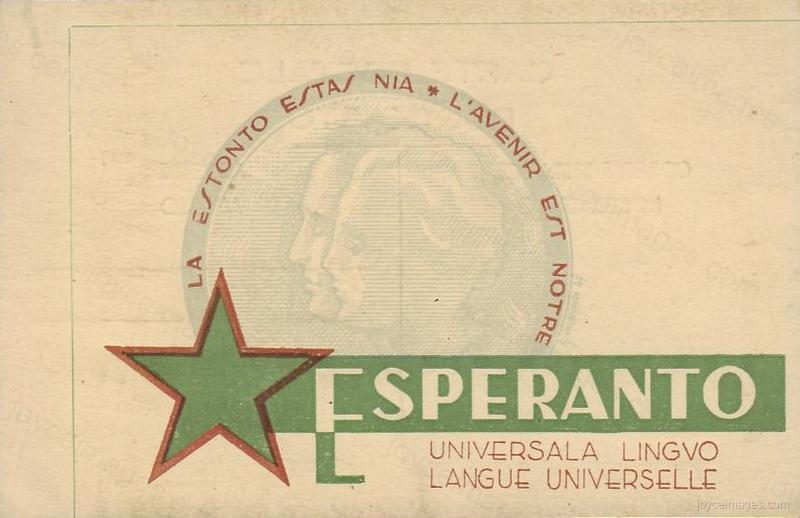 LA ESTONTO ESTAS NIA * L'AVENIR EST NOTRE
ESPERANTO
UNIVERSALA LINGVO
LANGUE UNIVERSELLE
joyceimages.com